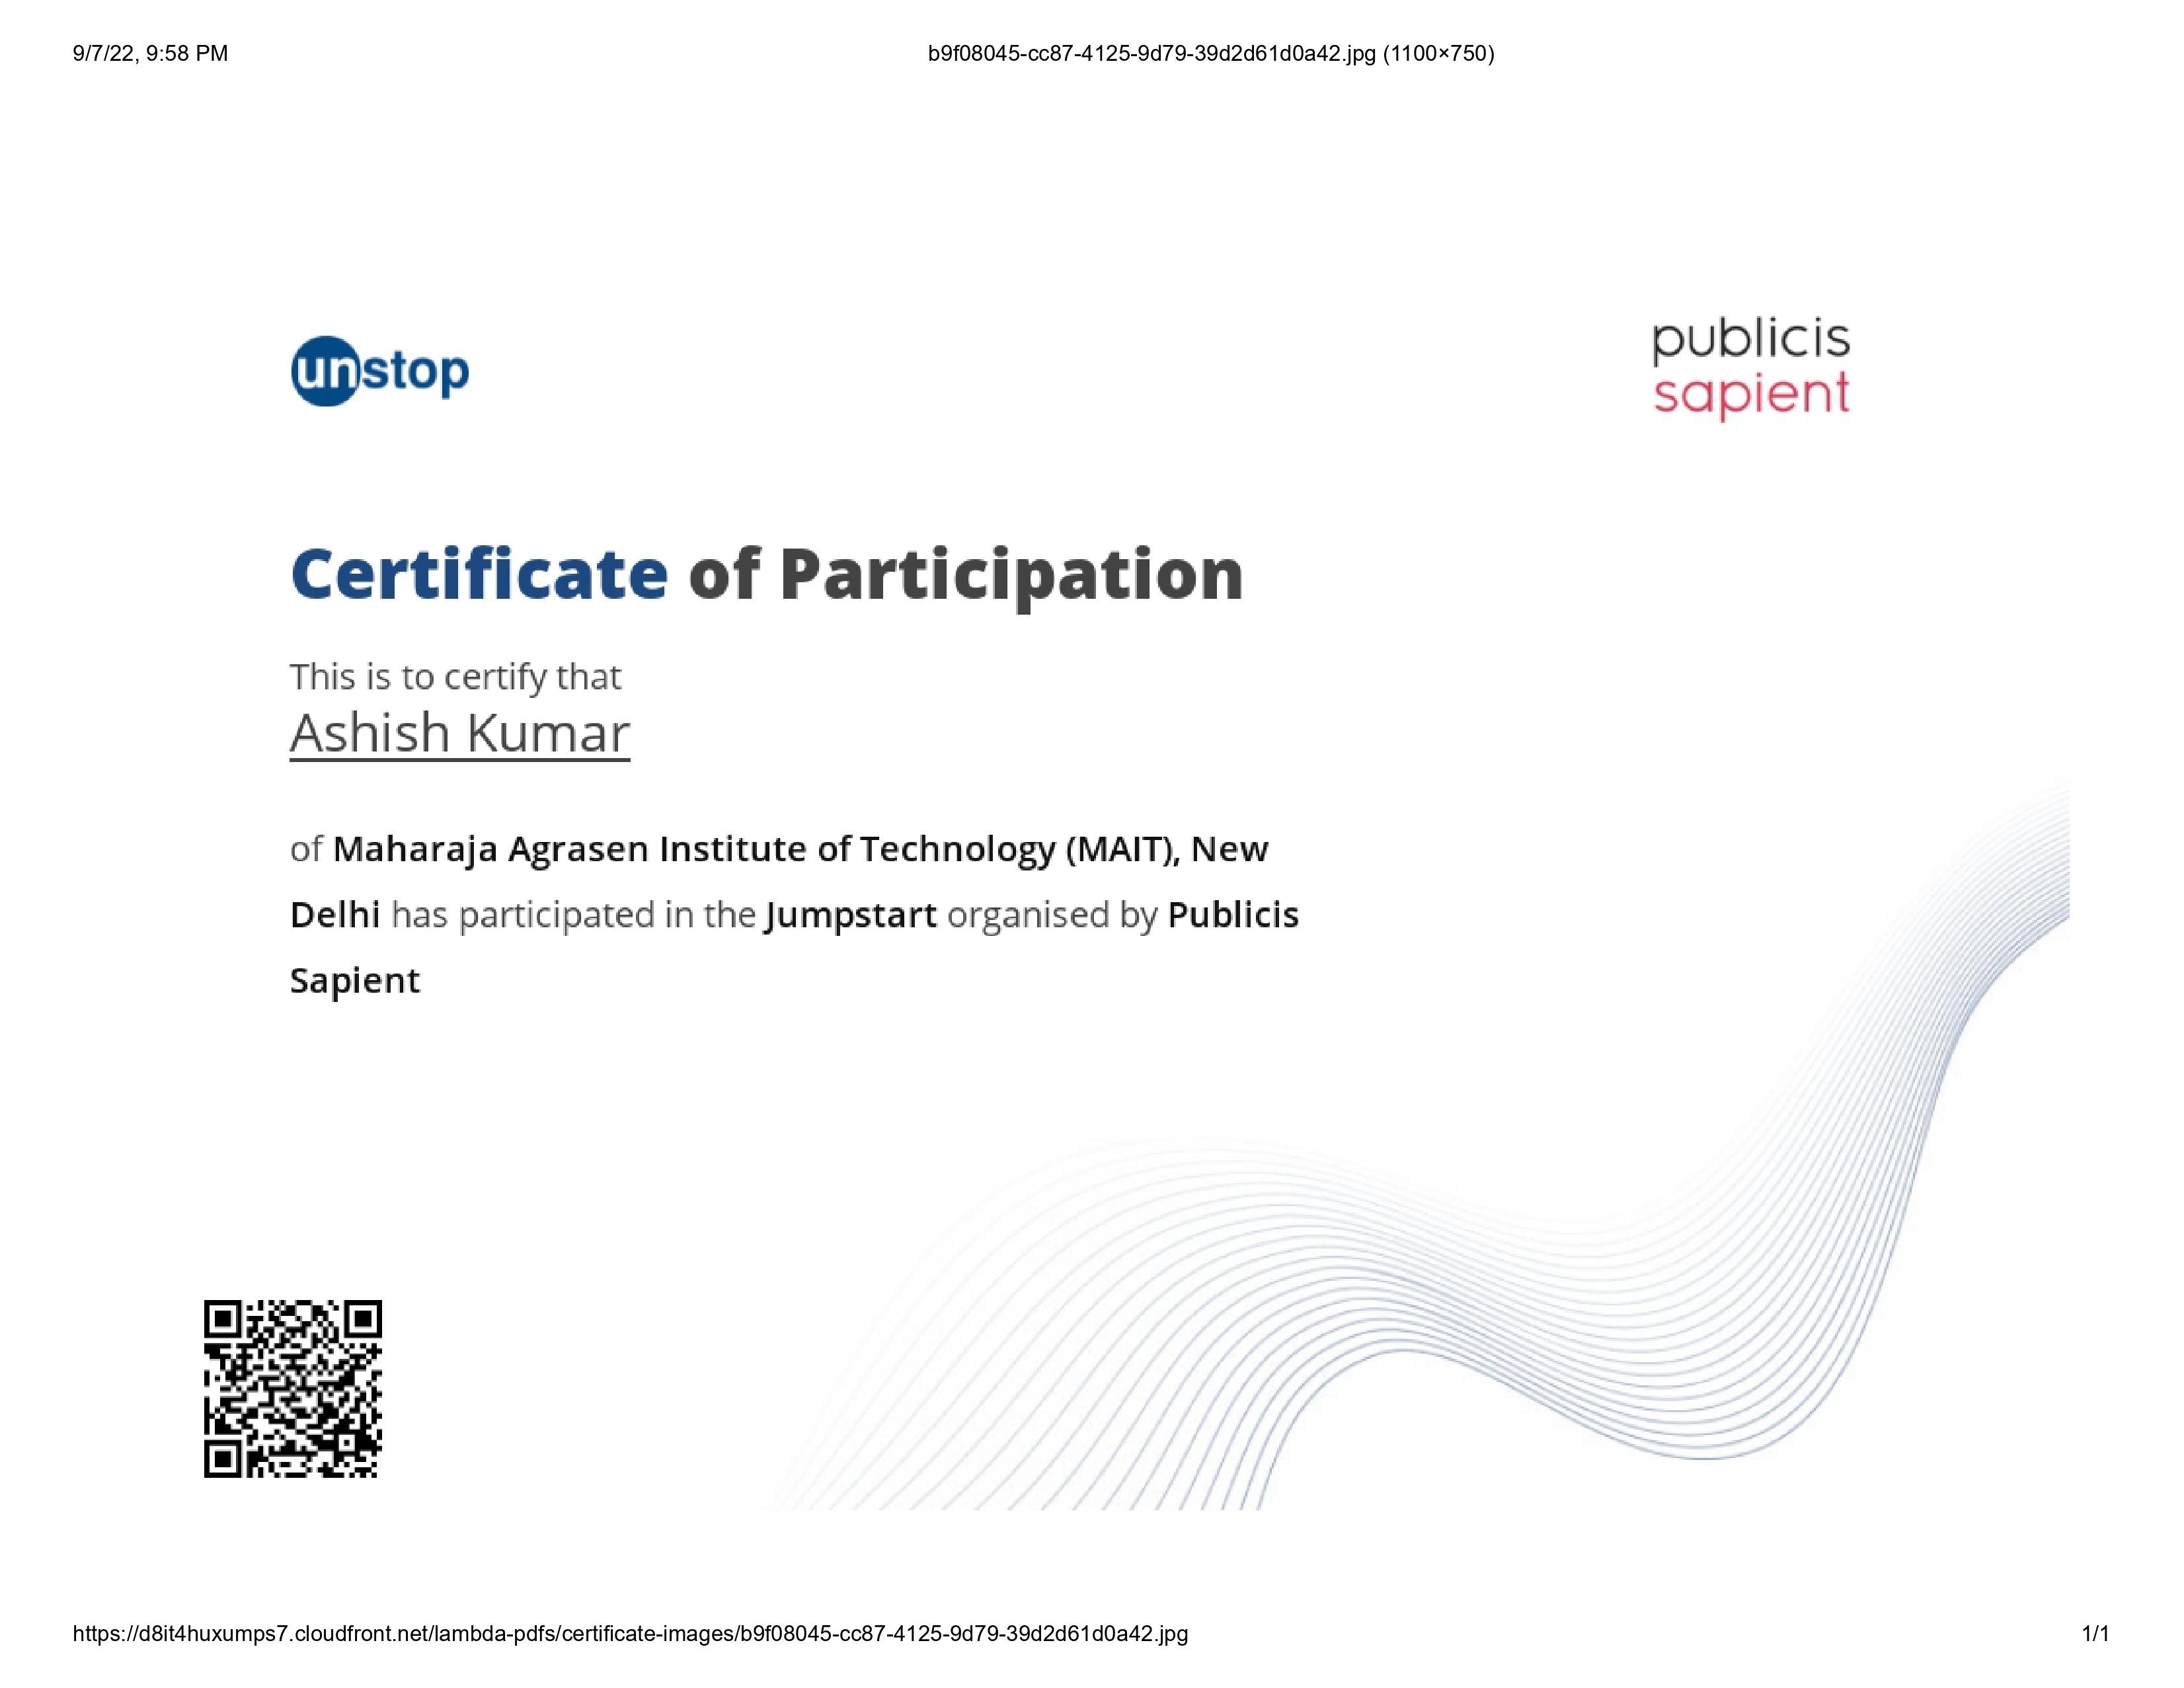 9/7/22, 9:58 PM
b9f08045-cc87-4125-9d79-39d2d61d0a42.jpg (1100×750)
unstop
publicis
sapient
Certificate of Participation
This is to certify that
Ashish Kumar
of Maharaja Agrasen Institute of Technology (MAIT), New
Delhi has participated in the Jumpstart organised by Publicis
Sapient
https://d8it4huxumps7.cloudfront.net/lambda-pdfs/certificate-images/b9f08045-cc87-4125-9d79-39d2d61d0a42.jpg
1/1